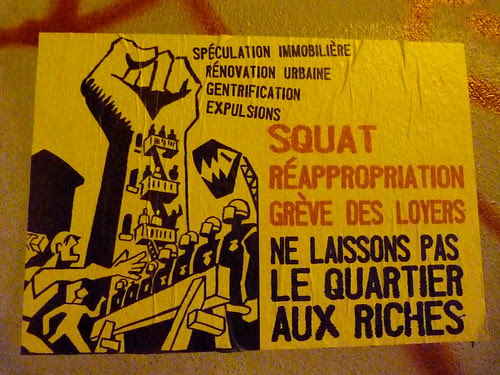 SPÉCULATION IMMOBILIÈRE
RÉNOVATION URBAINE
GENTRIFICATION
EXPULSIONS
SQUAT
RÉAPPROPRIATION
GRÈVE DES LOYERS
NE LAISSONS PAS
LE QUARTIER
AUX RICHES